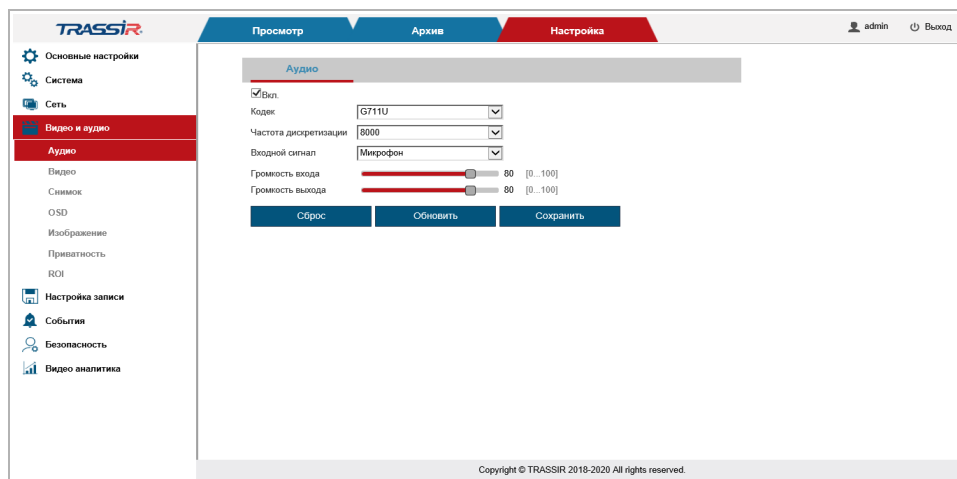 TRASSIR
Просмотр
Архив
Настройка
admin
Выход
Основные настройки
Система
Сеть
Видео и аудио
Аудио
Видео
Снимок
OSD
Изображение
Приватность
ROI
Настройка записи
События
Безопасность
Видео аналитика
Аудио
Вкл.
Кодек G711U
Частота дискретизации 8000
Входной сигнал Микрофон
Громкость входа 80 [0...100]
Громкость выхода 80 [0...100]
Сброс Обновить Сохранить
Copyright © TRASSIR 2018-2020 All rights reserved.